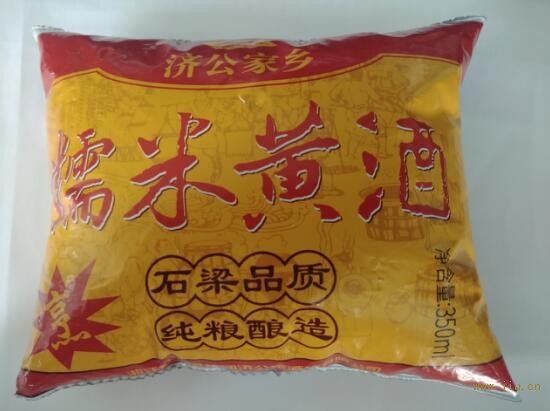 济公家乡
糯米黄酒
烹
石梁品质
纯粮酿造
净含量:350ml